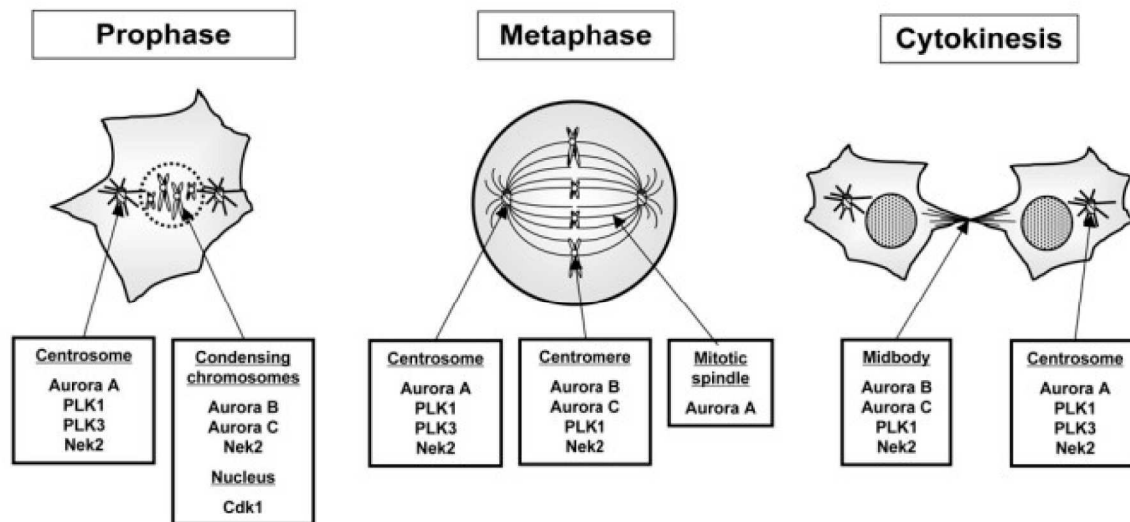 Prophase
Metaphase
Cytokinesis
Centrosome
Aurora A
PLK1
PLK3
Nek2
Condensing
chromosomes
Aurora B
Aurora C
Nek2
Nucleus
Cdk1
Centrosome
Aurora A
PLK1
PLK3
Nek2
Centromere
Aurora B
Aurora C
PLK1
Nek2
Mitotic
spindle
Aurora A
Midbody
Aurora B
Aurora C
PLK1
Nek2
Centrosome
Aurora A
PLK1
PLK3
Nek2